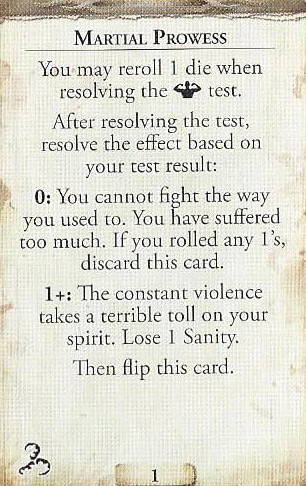 Martial Prowess
You may reroll 1 die when
resolving the test.
After resolving the test,
resolve the effect based on
your test result:
0: You cannot fight the way
you used to. You have suffered
too much. If you rolled any 1's,
discard this card.
1+: The constant violence
takes a terrible toll on your
spirit. Lose 1 Sanity.
Then flip this card.
1